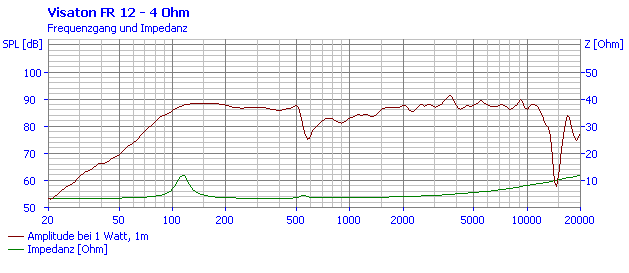 Visaton FR 12 - 4 Ohm
Frequenzgang und Impedanz
SPL [dB] Z [Ohm]
100 50
90 40
80 30
70 20
60 10
50
20 50 100 200 500 1000 2000 5000 10000 20000
Amplitude bei 1 Watt, 1m
Impedanz [Ohm]